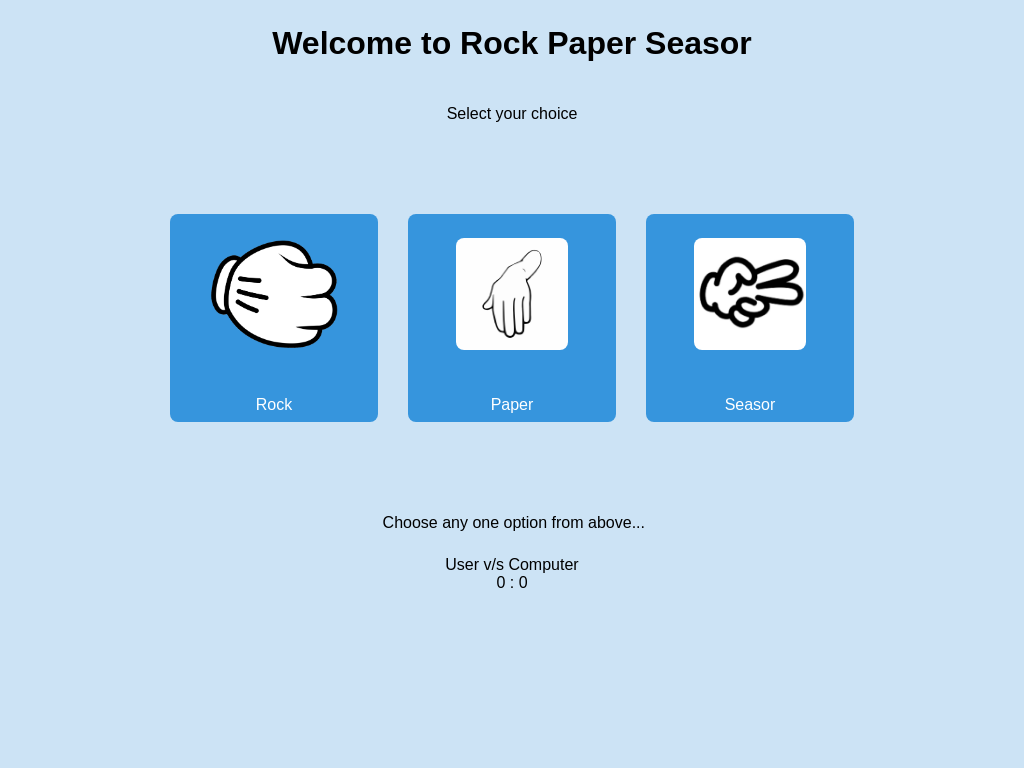 Welcome to Rock Paper Seasor
Select your choice
Rock
Paper
Seasor
Choose any one option from above...
User v/s Computer
0 : 0